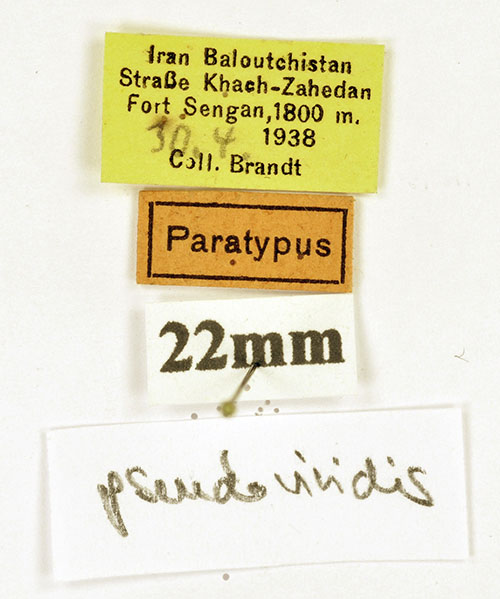 Iran Baloutchistan
Straße Khach-Zahedan
Fort Sengan,1800 m.
30.4. 1938
Coll. Brandt
Paratypus
22mm
pseudoviridis